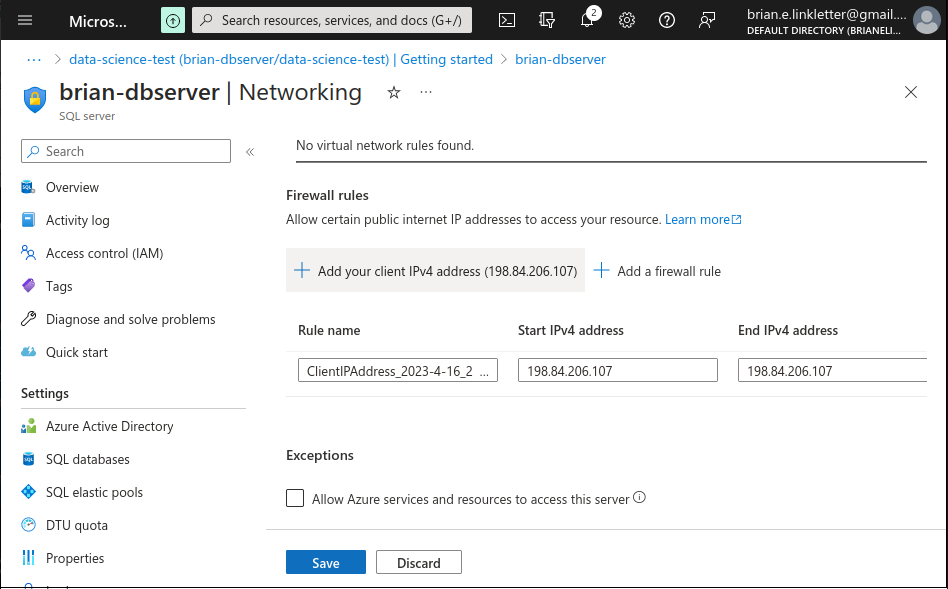 Micros...
Search resources, services, and docs (G+/)
2
brian.e.linkletter@gmail....
DEFAULT DIRECTORY (BRIANELI...
... > data-science-test (brian-dbserver/data-science-test) | Getting started > brian-dbserver
brian-dbserver | Networking
SQL server
Search
Overview
Activity log
Access control (IAM)
Tags
Diagnose and solve problems
Quick start
Settings
Azure Active Directory
SQL databases
SQL elastic pools
DTU quota
Properties
No virtual network rules found.
Firewall rules
Allow certain public internet IP addresses to access your resource. Learn more
Add your client IPv4 address (198.84.206.107)
Add a firewall rule
Rule name Start IPv4 address End IPv4 address
ClientIPAddress_2023-4-16_2 ... 198.84.206.107 198.84.206.107
Exceptions
Allow Azure services and resources to access this server
Save Discard